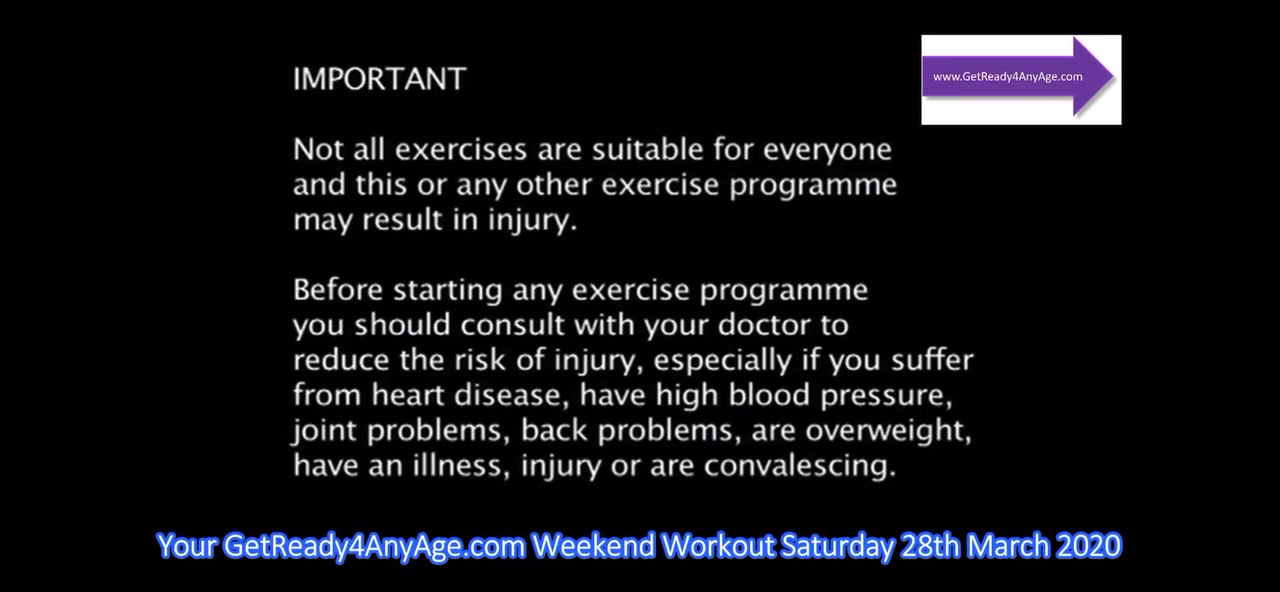 IMPORTANT
www.GetReady4AnyAge.com
Not all exercises are suitable for everyone
and this or any other exercise programme
may result in injury.
Before starting any exercise programme
you should consult with your doctor to
reduce the risk of injury, especially if you suffer
from heart disease, have high blood pressure,
joint problems, back problems, are overweight,
have an illness, injury or are convalescing.
Your GetReady4AnyAge.com Weekend Workout Saturday 28th March 2020